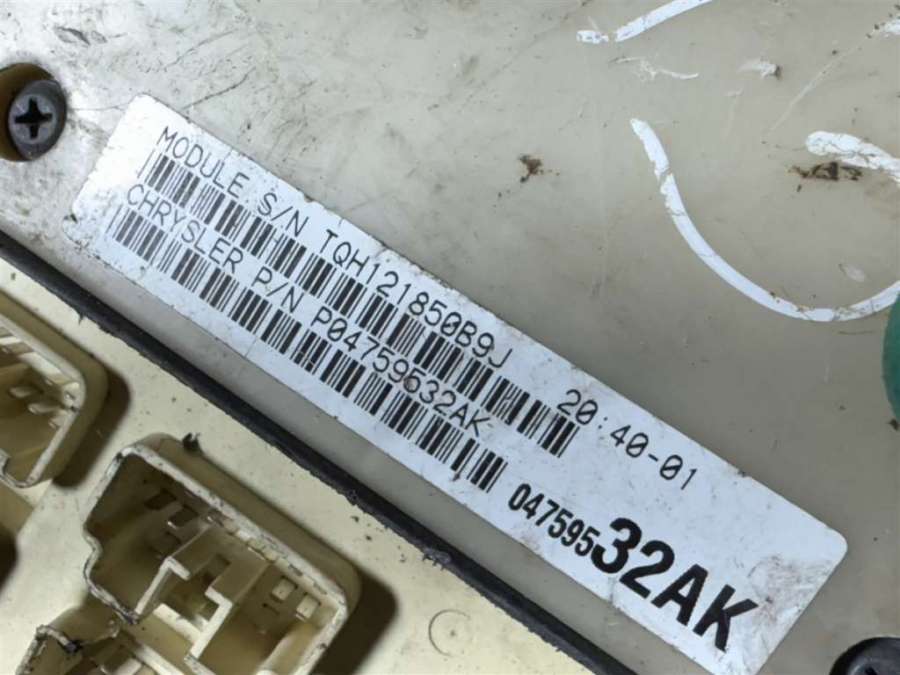 MODULE S/N TQH121850B9J 20:40-01
CHRYSLER P/N P04759532AK
04759532AK